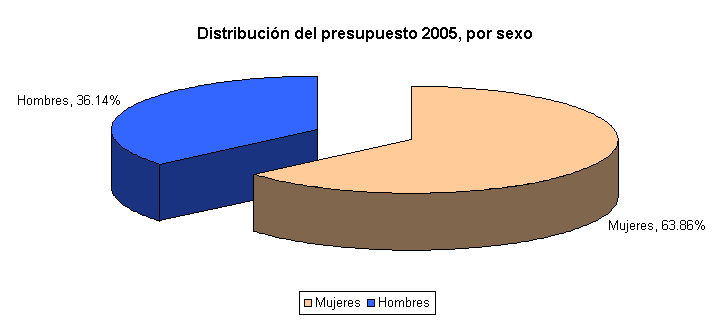 Distribución del presupuesto 2005, por sexo
Hombres, 36.14%
Mujeres, 63.86%
Mujeres Hombres